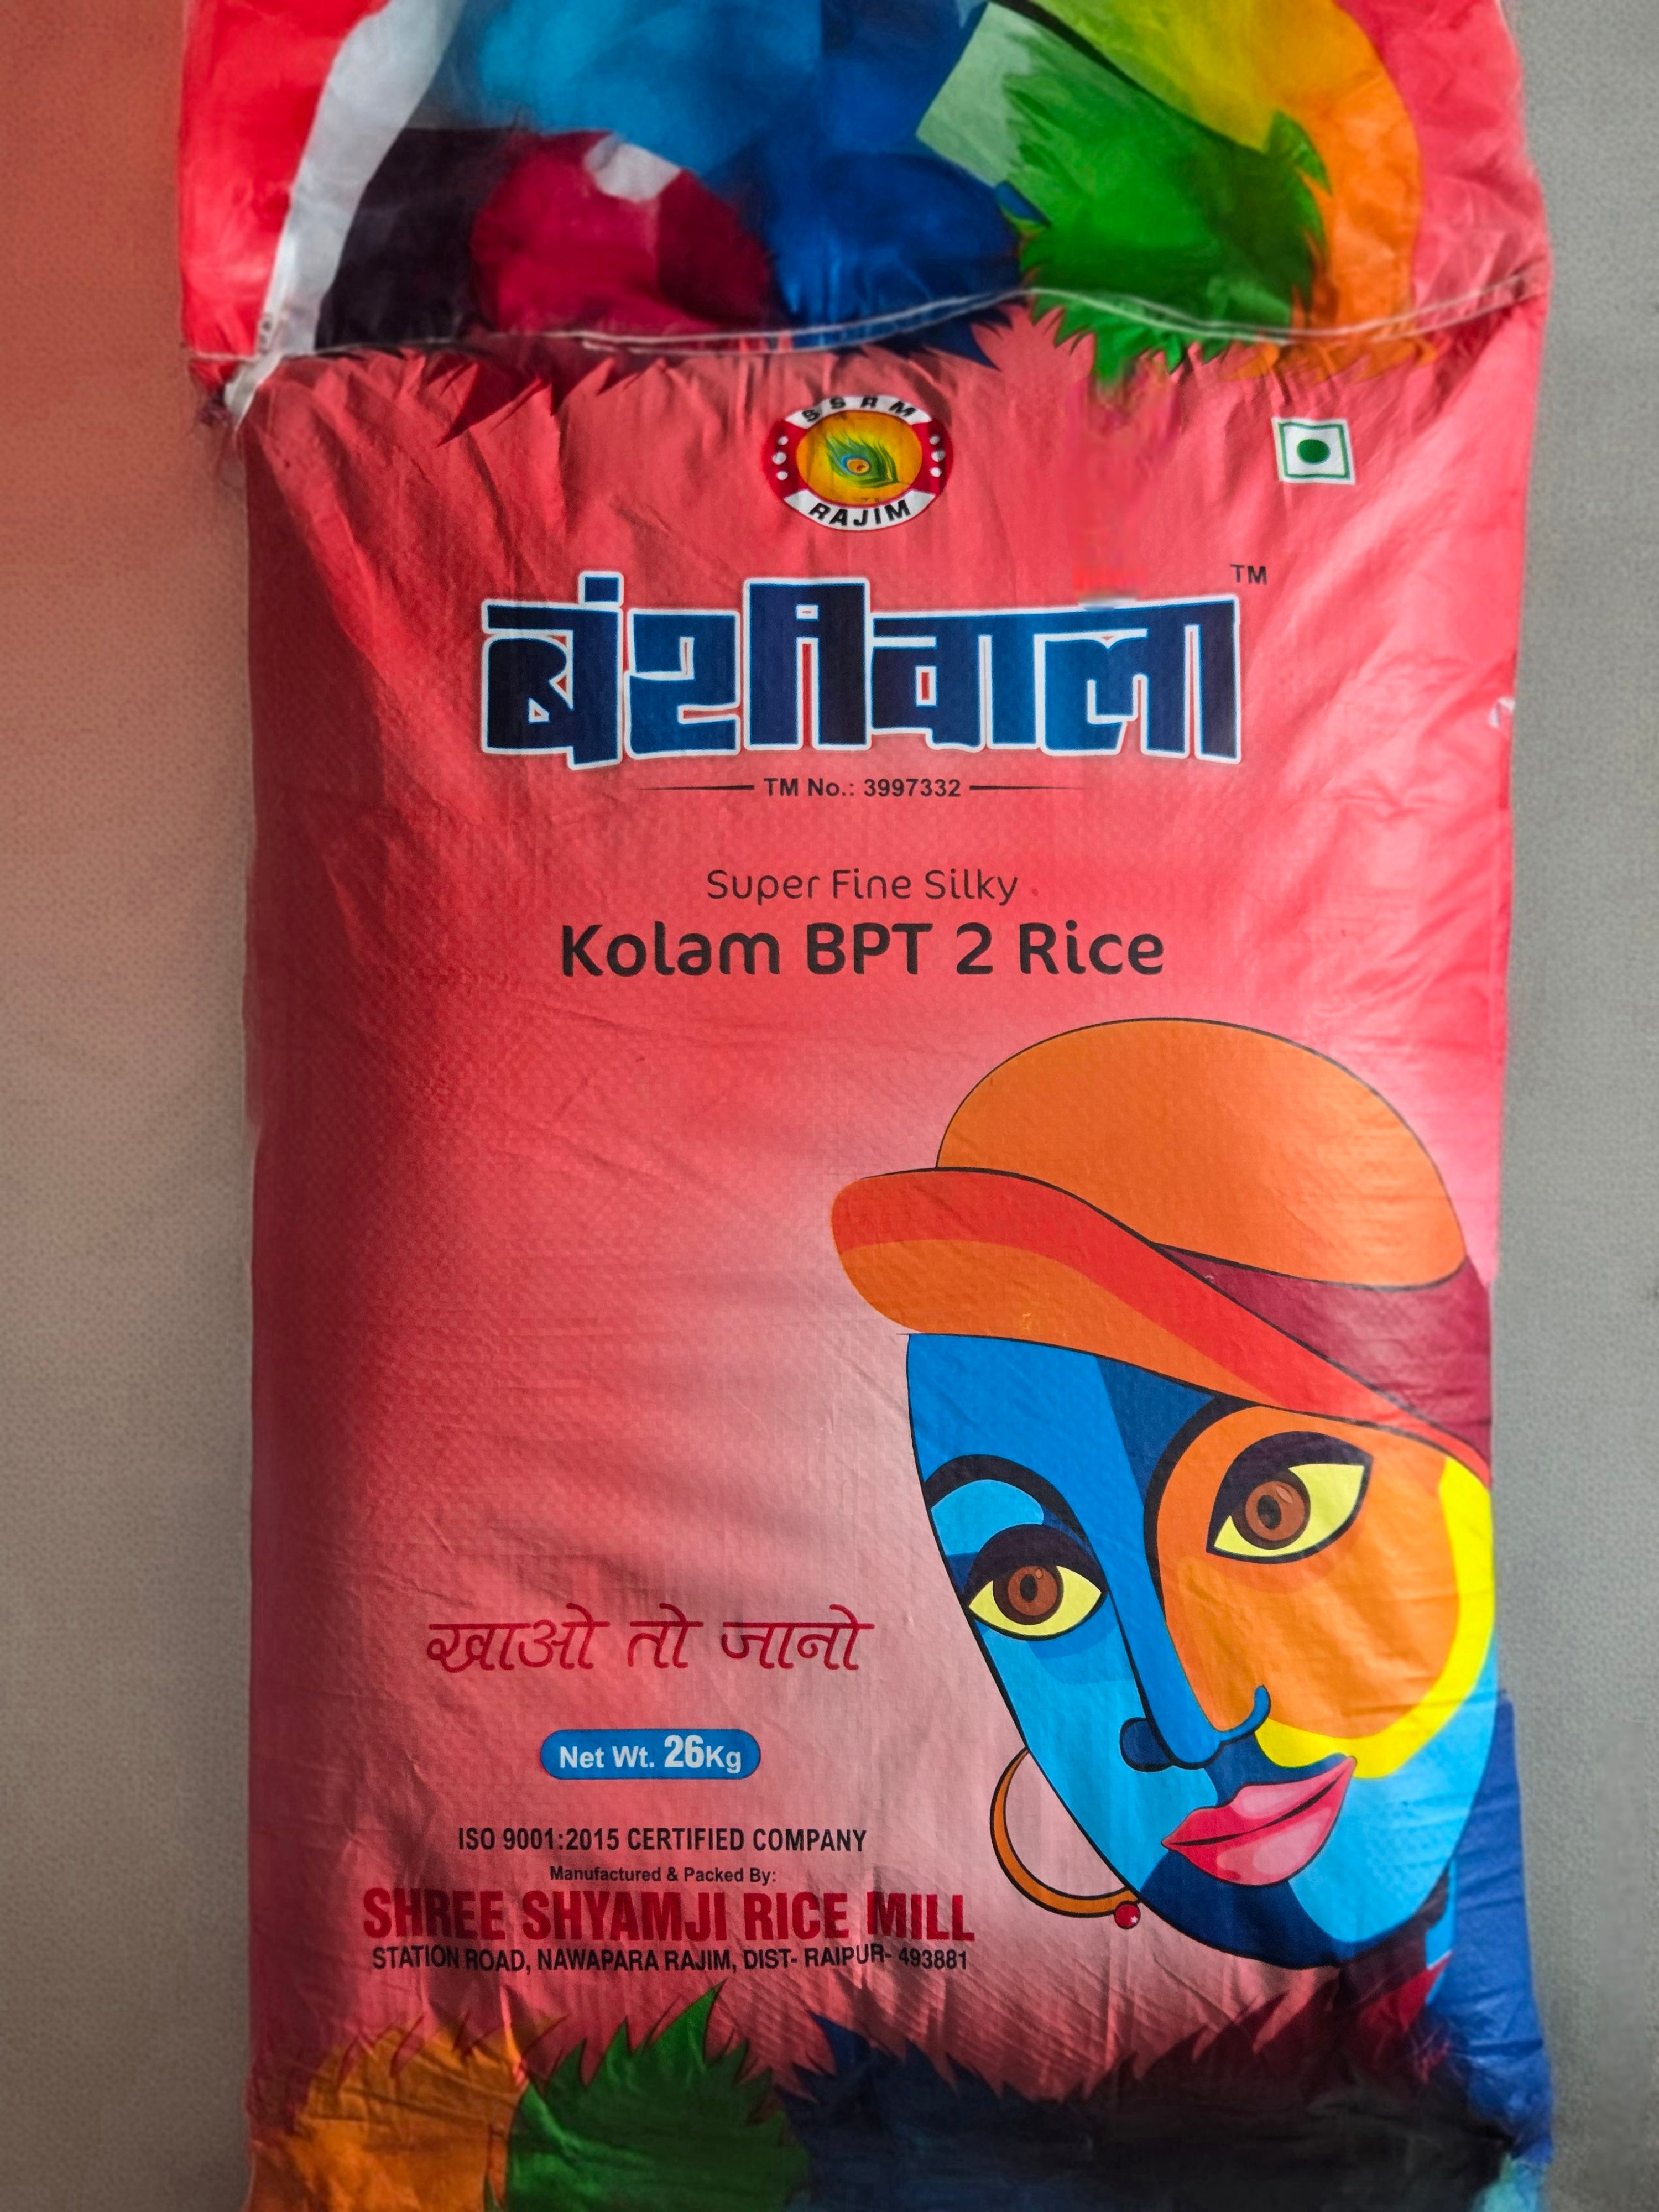 SSRM
RAJIM
बंशीवाला TM
TM No.: 3997332
Super Fine Silky
Kolam BPT 2 Rice
खाओ तो जानो
Net Wt. 26Kg
ISO 9001:2015 CERTIFIED COMPANY
Manufactured & Packed By:
SHREE SHYAMJI RICE MILL
STATION ROAD, NAWAPARA RAJIM, DIST- RAIPUR- 493881